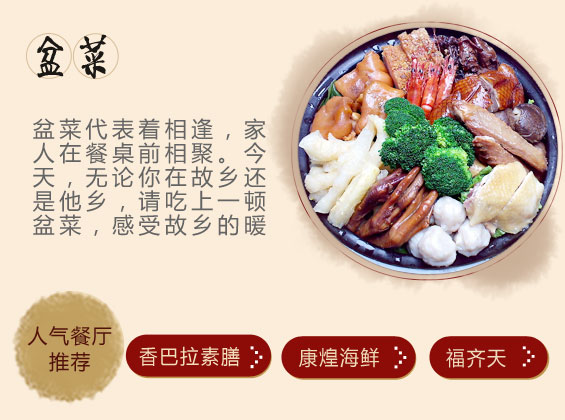 盆菜
盆菜代表着相逢，家
人在餐桌前相聚。今
天，无论你在故乡还
是他乡，请吃上一顿
盆菜，感受故乡的暖
人气餐厅
推荐
香巴拉素膳
康煌海鲜
福齐天